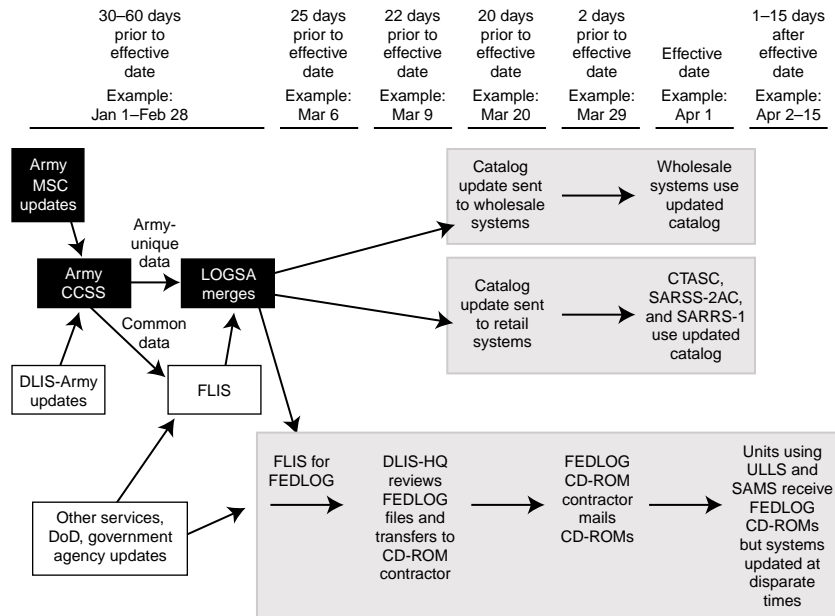 30–60 days
prior to
effective
date
Example:
Jan 1–Feb 28
25 days
prior to
effective
date
Example:
Mar 6
22 days
prior to
effective
date
Example:
Mar 9
20 days
prior to
effective
date
Example:
Mar 20
2 days
prior to
effective
date
Example:
Mar 29
Effective
date
Example:
Apr 1
1–15 days
after
effective
date
Example:
Apr 2–15
Army
MSC
updates
Army
CCSS
Army-
unique
data
LOGSA
merges
Common
data
DLIS-Army
updates
FLIS
Other services,
DoD, government
agency updates
Catalog
update sent
to wholesale
systems
Wholesale
systems use
updated
catalog
Catalog
update sent
to retail
systems
CTASC,
SARSS-2AC,
and SARRS-1
use updated
catalog
FLIS for
FEDLOG
DLIS-HQ
reviews
FEDLOG
files and
transfers to
CD-ROM
contractor
FEDLOG
CD-ROM
contractor
mails
CD-ROMs
Units using
ULLS and
SAMS receive
FEDLOG
CD-ROMs
but systems
updated at
disparate
times